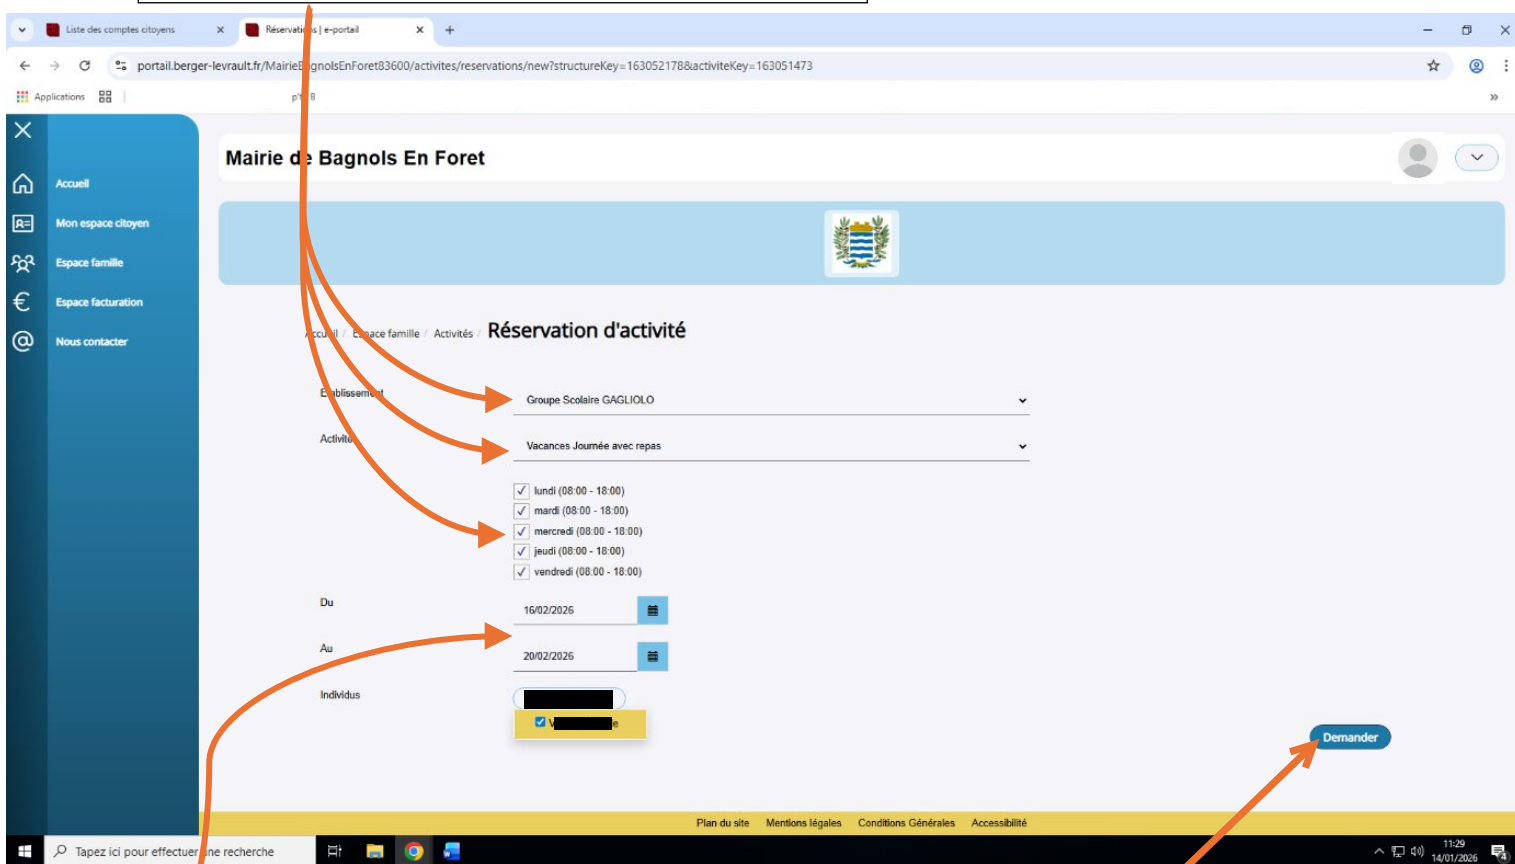 Liste des comptes citoyens
Réservations | e-portail
portail.berger-levrault.fr/MairieBagnolsEnForet83600/activites/reservations/new?structureKey=163052178&activiteKey=163051473
Applications
Mairie de Bagnols En Foret
Accueil
Mon espace citoyen
Espace famille
Espace facturation
Nous contacter
Accueil / Espace famille / Activités / Réservation d'activité
Etablissement
Groupe Scolaire GAGLIOLO
Activité
Vacances Journée avec repas
lundi (08:00 - 18:00)
mardi (08:00 - 18:00)
mercredi (08:00 - 18:00)
jeudi (08:00 - 18:00)
vendredi (08:00 - 18:00)
Du
16/02/2026
Au
20/02/2026
Individus
Demander
Plan du site Mentions légales Conditions Générales Accessibilité
Tapez ici pour effectuer une recherche
11:29
14/01/2026